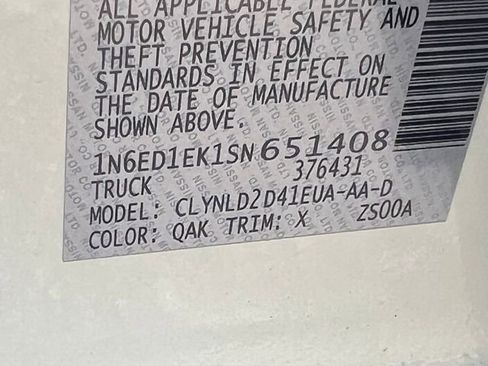 ALL APPLICABLE FEDERAL
MOTOR VEHICLE SAFETY AND
THEFT PREVENTION
STANDARDS IN EFFECT ON
THE DATE OF MANUFACTURE
SHOWN ABOVE.
1N6ED1EK1SN651408
376431
TRUCK
MODEL: CLYNLD2D41EUA-AA-D
COLOR: QAK TRIM: X ZS00A